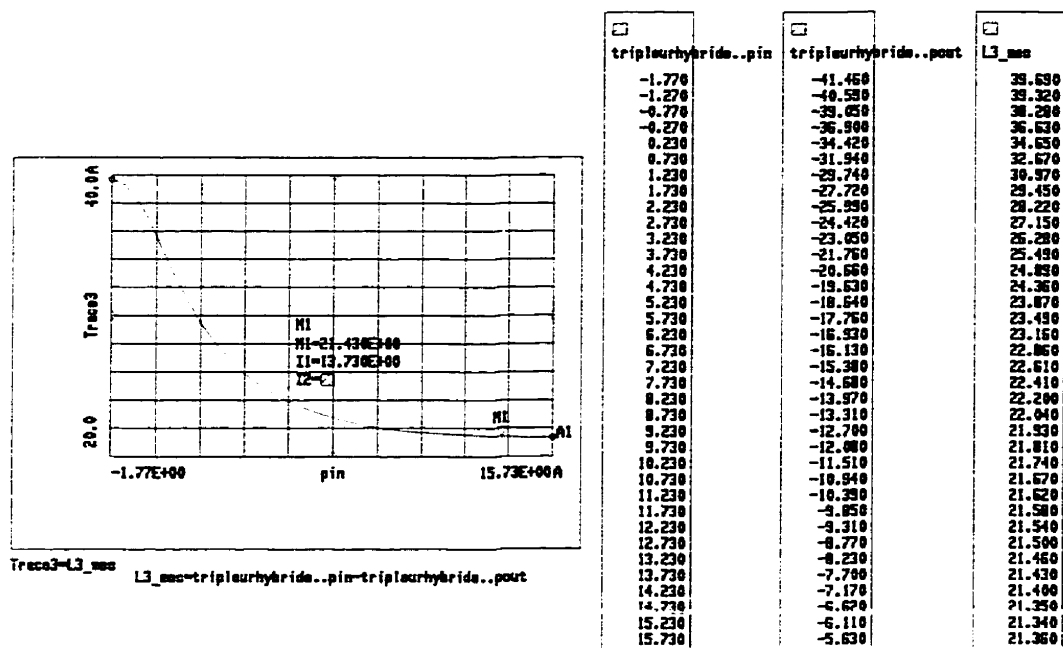 40.0A
Trace3
20.0
M1
M1=21.430E+00
I1=13.730E+00
I2=
M1
A1
-1.77E+00 pin 15.73E+00A
Trace3=L3_mes
L3_mes=tripleurhybride..pin-tripleurhybride..pout
tripleurhybride..pin tripleurhybride..pout L3_mes
-1.770 -41.460 39.690
-1.270 -40.590 39.320
-0.770 -39.050 38.280
-0.270 -36.900 36.630
0.230 -34.420 34.650
0.730 -31.940 32.670
1.230 -29.740 30.970
1.730 -27.720 29.450
2.230 -25.990 28.220
2.730 -24.420 27.150
3.230 -23.050 26.280
3.730 -21.760 25.490
4.230 -20.660 24.890
4.730 -19.630 24.360
5.230 -18.640 23.870
5.730 -17.760 23.490
6.230 -16.930 23.160
6.730 -16.130 22.860
7.230 -15.380 22.610
7.730 -14.680 22.410
8.230 -13.970 22.200
8.730 -13.310 22.040
9.230 -12.700 21.930
9.730 -12.080 21.810
10.230 -11.510 21.740
10.730 -10.940 21.670
11.230 -10.390 21.620
11.730 -9.850 21.580
12.230 -9.310 21.540
12.730 -8.770 21.500
13.230 -8.230 21.460
13.730 -7.700 21.430
14.230 -7.170 21.400
14.730 -6.620 21.350
15.230 -6.110 21.340
15.730 -5.630 21.360